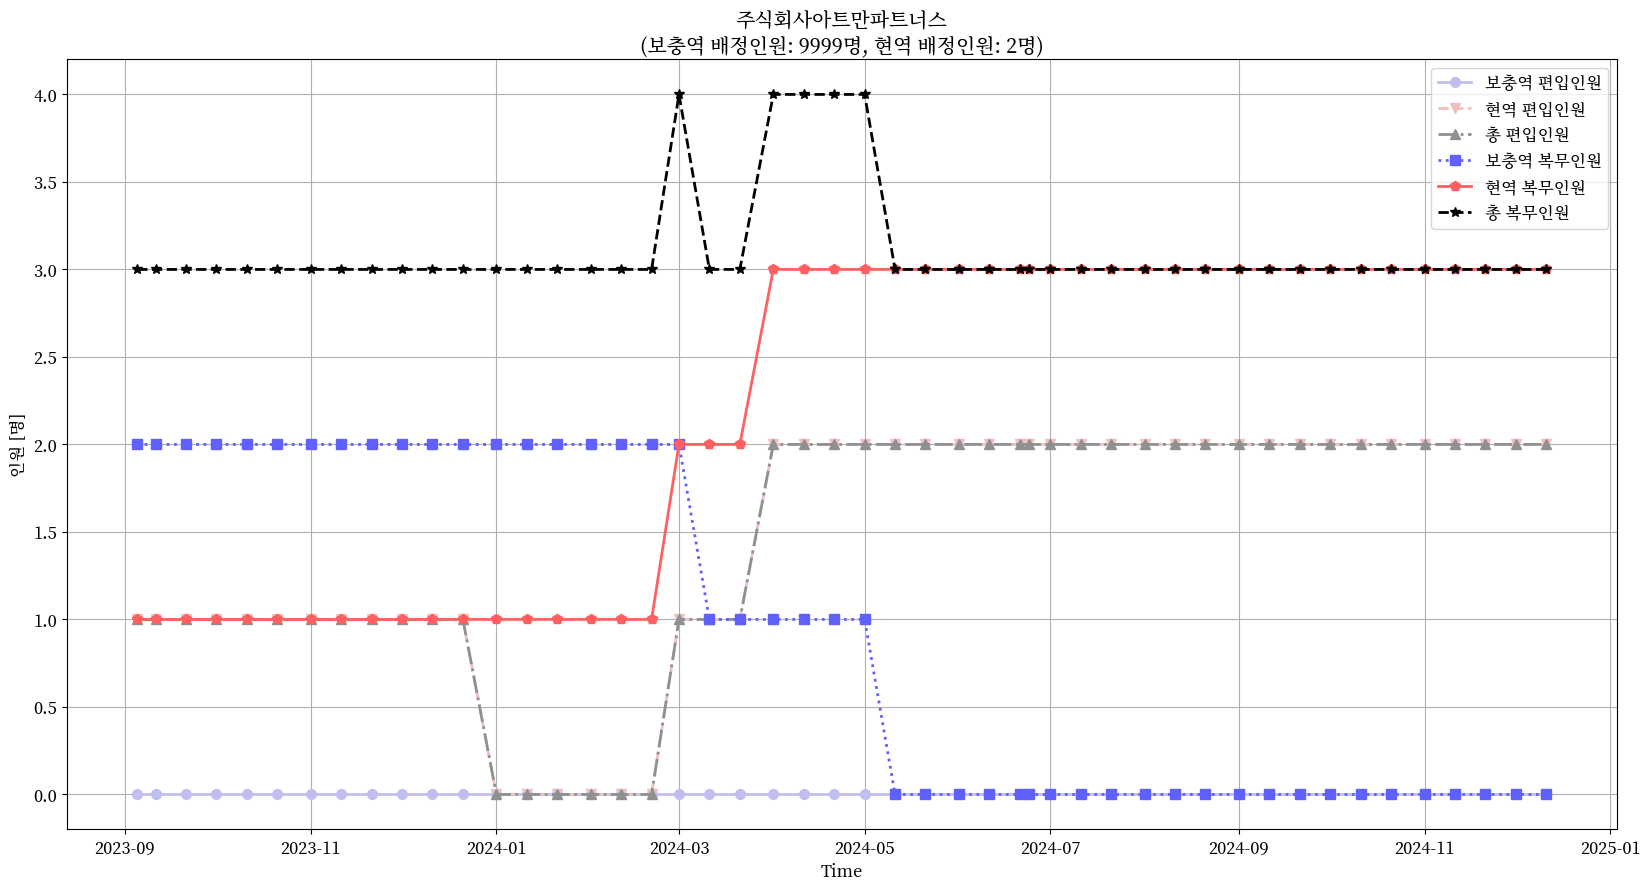 주식회사아트만파트너스
(보충역 배정인원: 9999명, 현역 배정인원: 2명)
보충역 편입인원
현역 편입인원
총 편입인원
보충역 복무인원
현역 복무인원
총 복무인원
인원 [명]
4.0
3.5
3.0
2.5
2.0
1.5
1.0
0.5
0.0
2023-09
2023-11
2024-01
2024-03
2024-05
2024-07
2024-09
2024-11
2025-01
Time